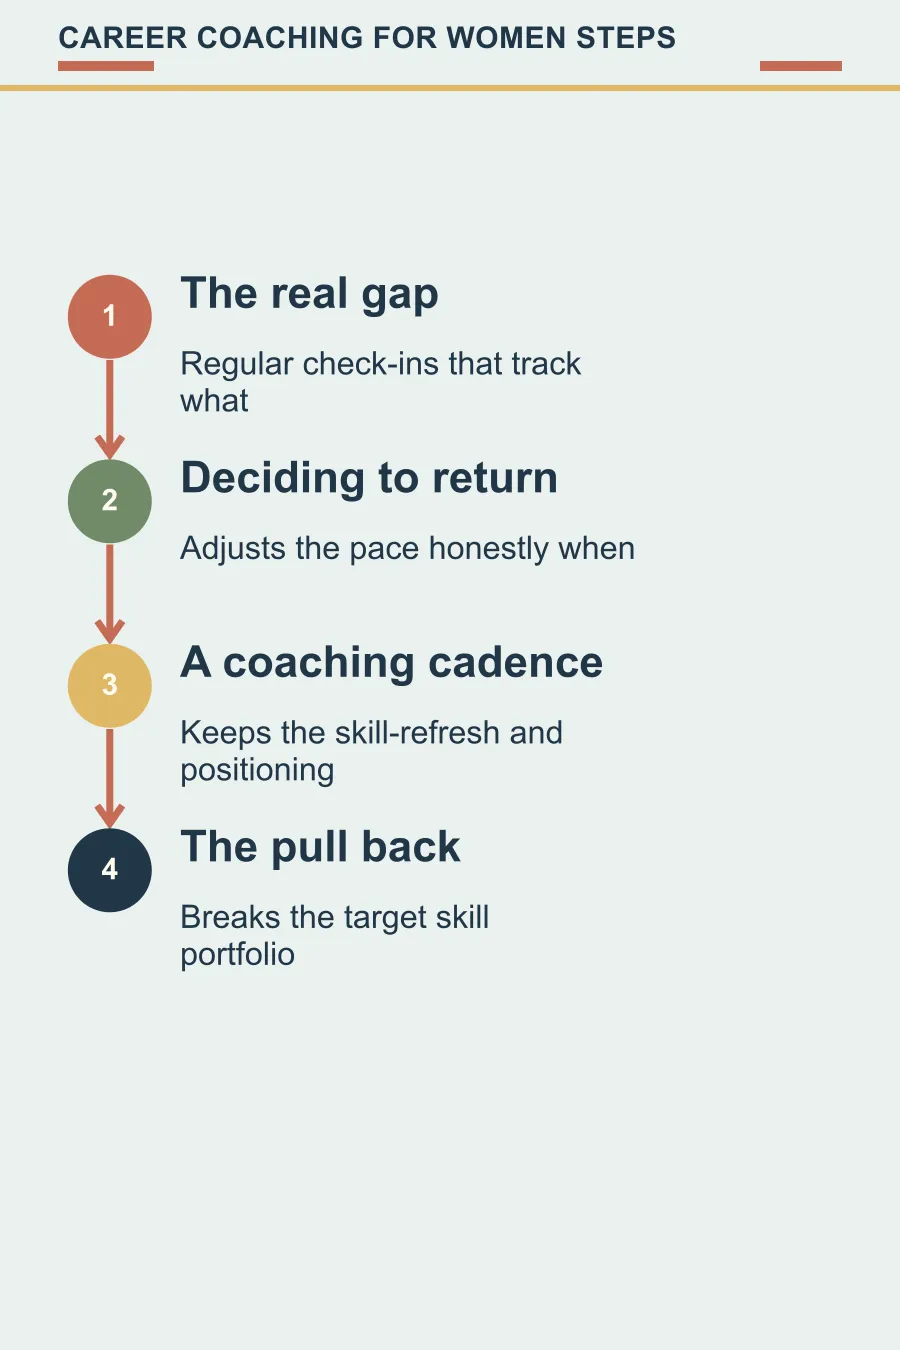 CAREER COACHING FOR WOMEN STEPS
1
The real gap
Regular check-ins that track
what
2
Deciding to return
Adjusts the pace honestly when
3
A coaching cadence
Keeps the skill-refresh and
positioning
4
The pull back
Breaks the target skill
portfolio